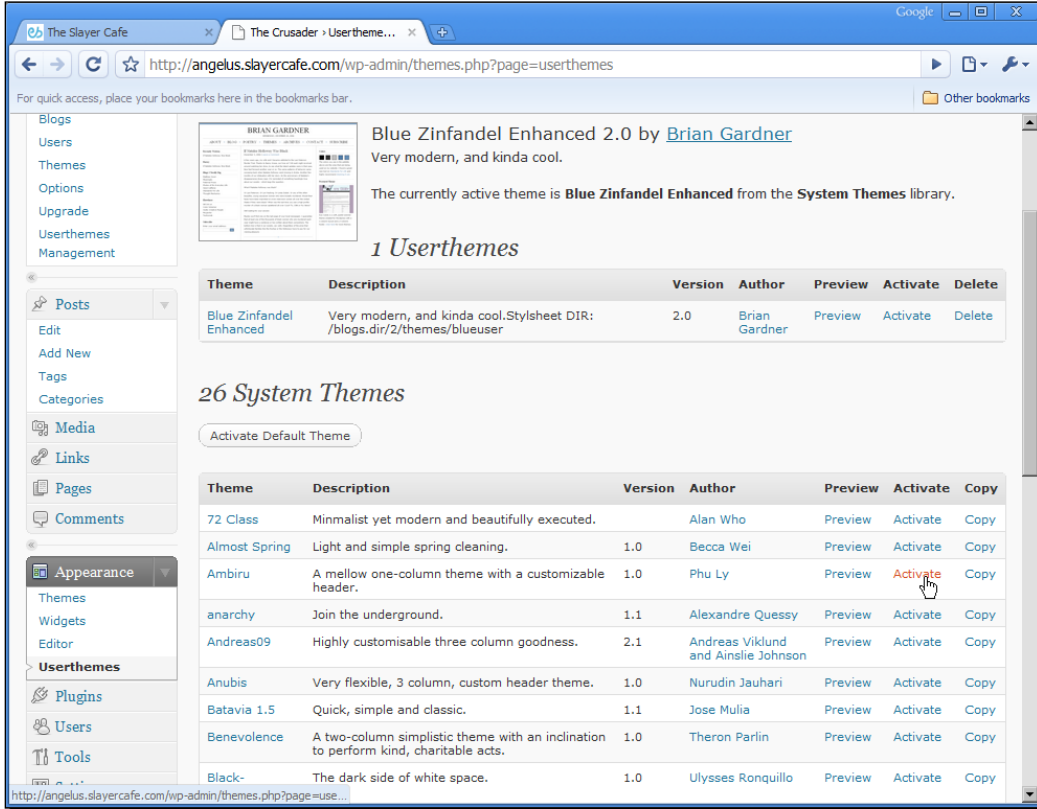 Google
The Slayer Cafe
The Crusader › Usertheme...
http://angelus.slayercafe.com/wp-admin/themes.php?page=userthemes
For quick access, place your bookmarks here in the bookmarks bar.
Other bookmarks
Blogs
Users
Themes
Options
Upgrade
Userthemes
Management
Posts
Edit
Add New
Tags
Categories
Media
Links
Pages
Comments
Appearance
Themes
Widgets
Editor
Userthemes
Plugins
Users
Tools
BRIAN GARDNER
Blue Zinfandel Enhanced 2.0 by Brian Gardner
Very modern, and kinda cool.
The currently active theme is Blue Zinfandel Enhanced from the System Themes library.
1 Userthemes
Theme Description Version Author Preview Activate Delete
Blue Zinfandel Very modern, and kinda cool.Stylsheet DIR: 2.0 Brian Preview Activate Delete
Enhanced /blogs.dir/2/themes/blueuser Gardner
26 System Themes
Activate Default Theme
Theme Description Version Author Preview Activate Copy
72 Class Minmalist yet modern and beautifully executed. Alan Who Preview Activate Copy
Almost Spring Light and simple spring cleaning. 1.0 Becca Wei Preview Activate Copy
Ambiru A mellow one-column theme with a customizable 1.0 Phu Ly Preview Activate Copy
header.
anarchy Join the underground. 1.1 Alexandre Quessy Preview Activate Copy
Andreas09 Highly customisable three column goodness. 2.1 Andreas Viklund Preview Activate Copy
and Ainslie Johnson
Anubis Very flexible, 3 column, custom header theme. 1.0 Nurudin Jauhari Preview Activate Copy
Batavia 1.5 Quick, simple and classic. 1.1 Jose Mulia Preview Activate Copy
Benevolence A two-column simplistic theme with an inclination 1.0 Theron Parlin Preview Activate Copy
to perform kind, charitable acts.
Black- The dark side of white space. 1.0 Ulysses Ronquillo Preview Activate Copy
http://angelus.slayercafe.com/wp-admin/themes.php?page=use...